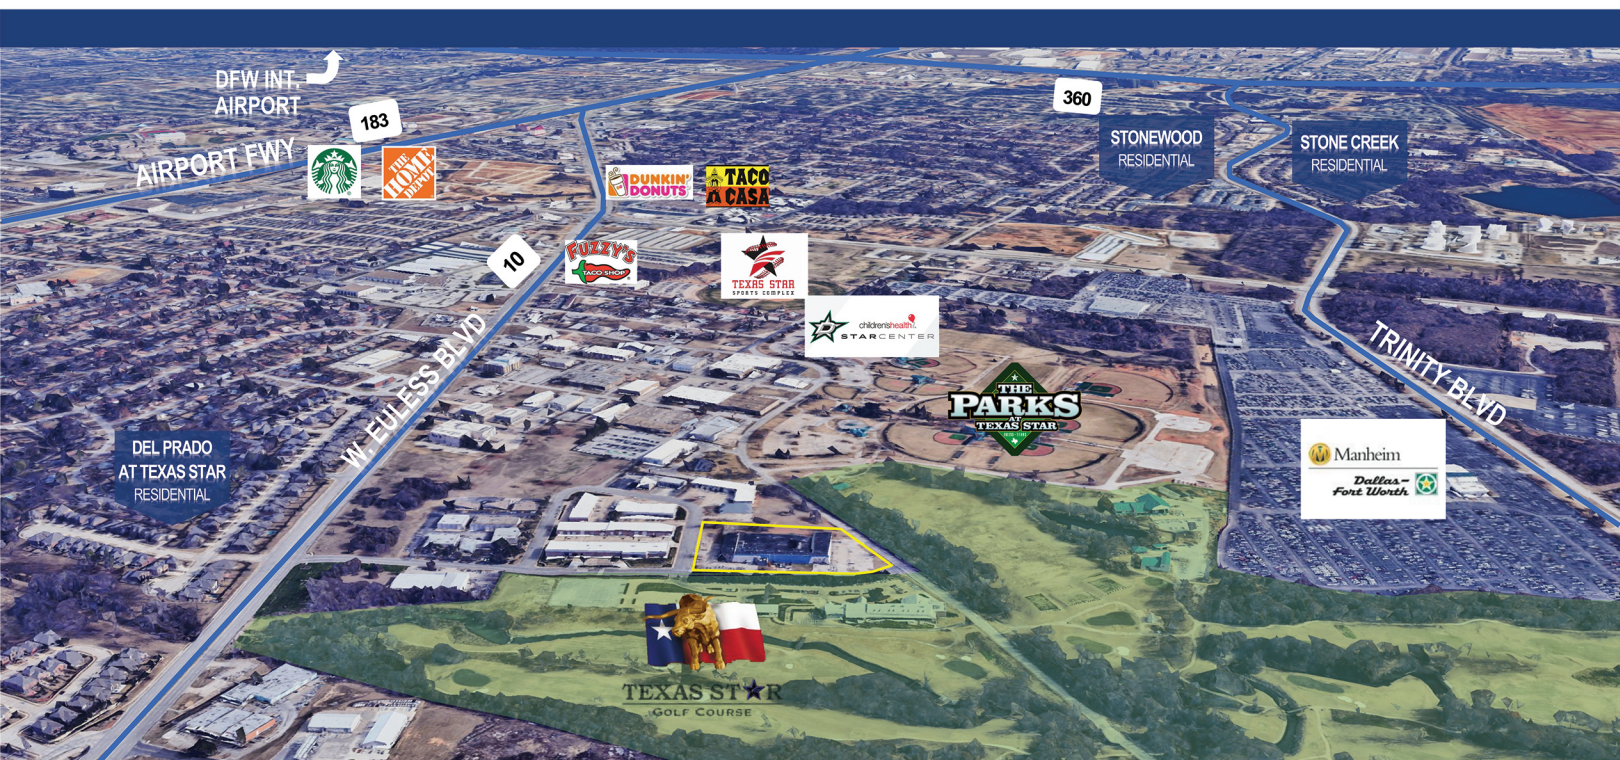 DFW INT.
AIRPORT
183
360
AIRPORT FWY
THE
HOME
DEPOT
STONEWOOD
RESIDENTIAL
STONE CREEK
RESIDENTIAL
DUNKIN'
DONUTS
TACO
CASA
10
FUZZY'S
TACO SHOP
TEXAS STAR
SPORTS COMPLEX
childrenshealth
STARCENTER
W. EULESS BLVD
TRINITY BLVD
THE
PARKS
AT
TEXAS STAR
Manheim
Dallas-
Fort Worth
DEL PRADO
AT TEXAS STAR
RESIDENTIAL
TEXAS STAR
GOLF COURSE